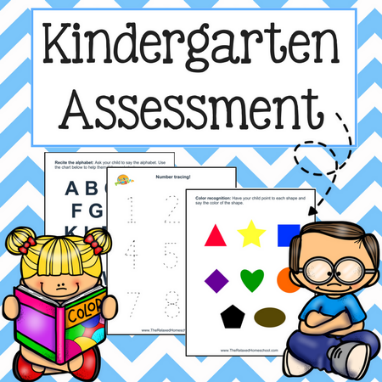 Kindergarten
Assessment
Recite the alphabet: Ask your child to say the alphabet. Use
the chart below to help
A B
F G
K
Number tracing!
1 2
4 5
7 8
Color recognition: Have your child point to each shape and
say the color of the shape
COLOR
www.TheRelaxedHomeschool.com
www.TheRelaxedHomeschool.com